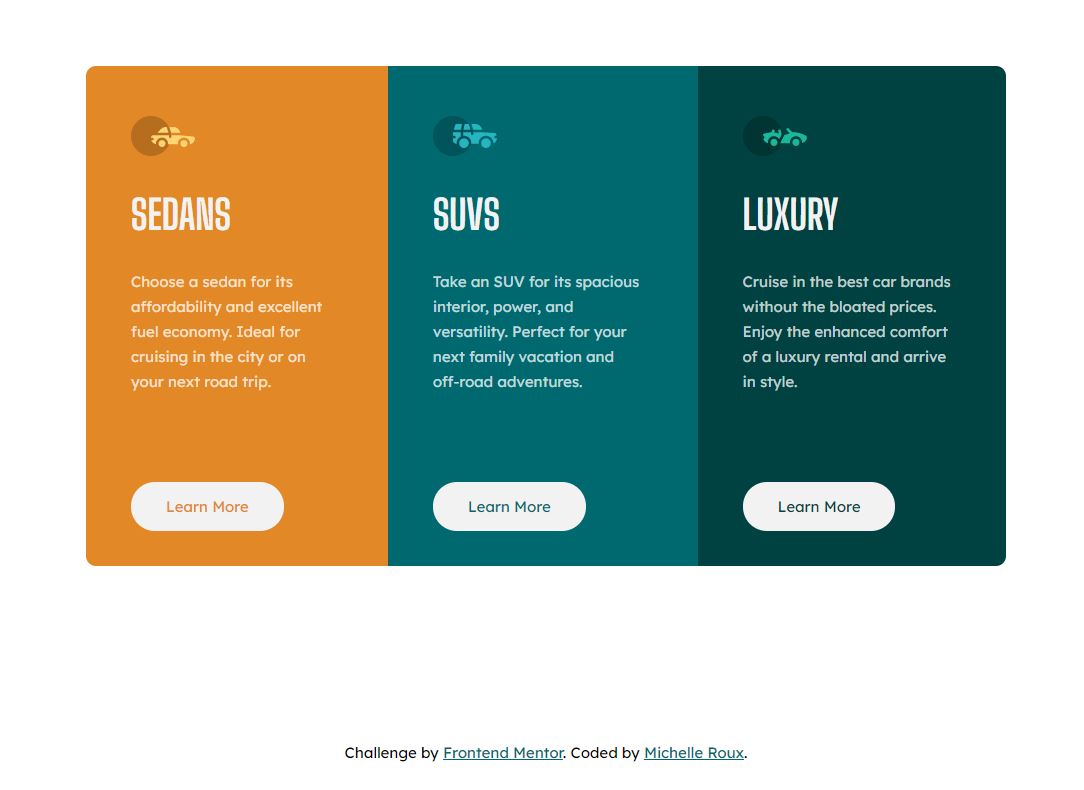 SEDANS
Choose a sedan for its
affordability and excellent
fuel economy. Ideal for
cruising in the city or on
your next road trip.
Learn More
SUVS
Take an SUV for its spacious
interior, power, and
versatility. Perfect for your
next family vacation and
off-road adventures.
Learn More
LUXURY
Cruise in the best car brands
without the bloated prices.
Enjoy the enhanced comfort
of a luxury rental and arrive
in style.
Learn More
Challenge by Frontend Mentor. Coded by Michelle Roux.